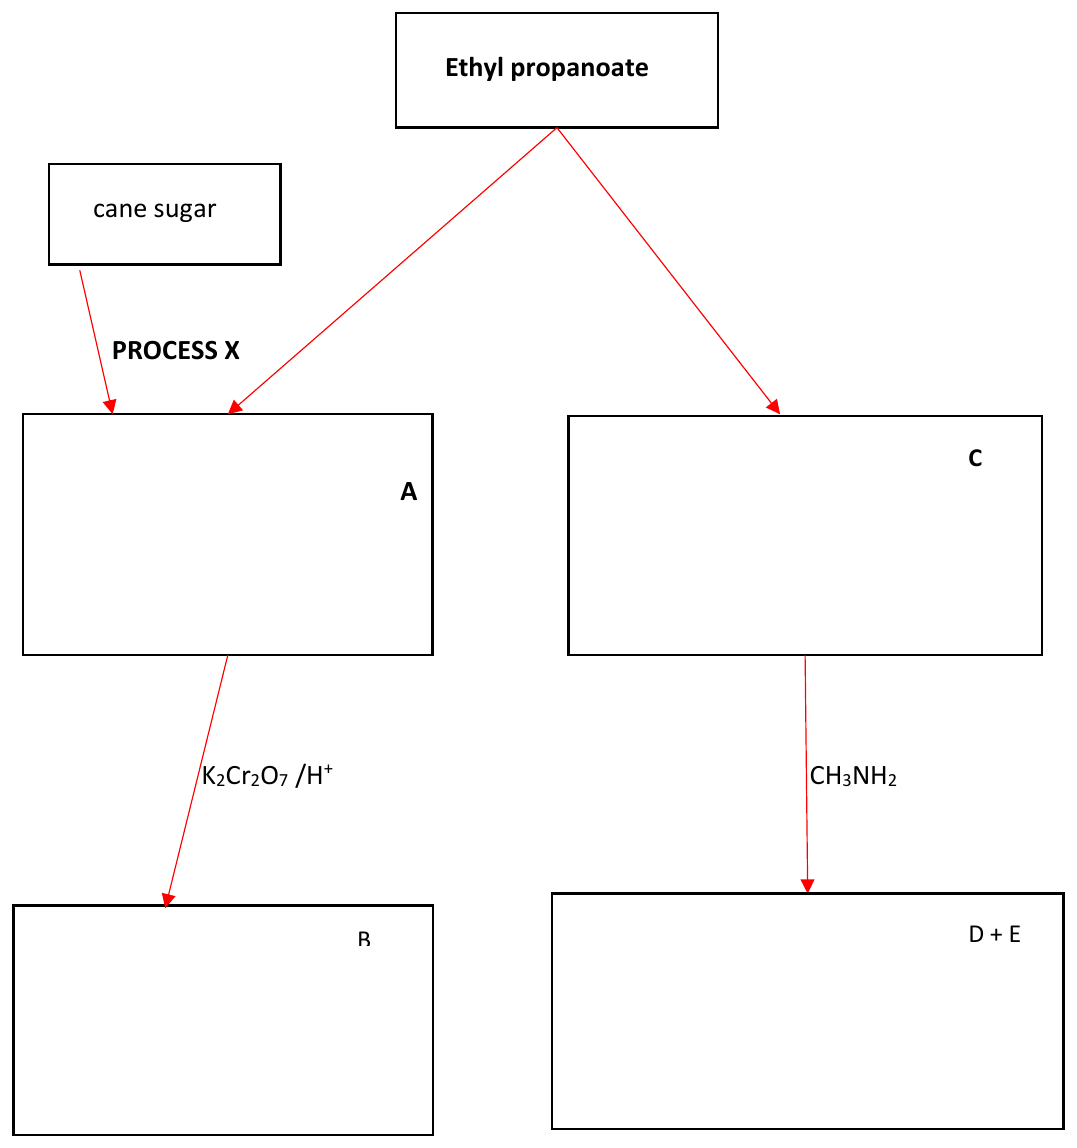 Ethyl propanoate
cane sugar
PROCESS X
A
C
K₂Cr₂O₇ /H⁺
CH₃NH₂
B
D + E